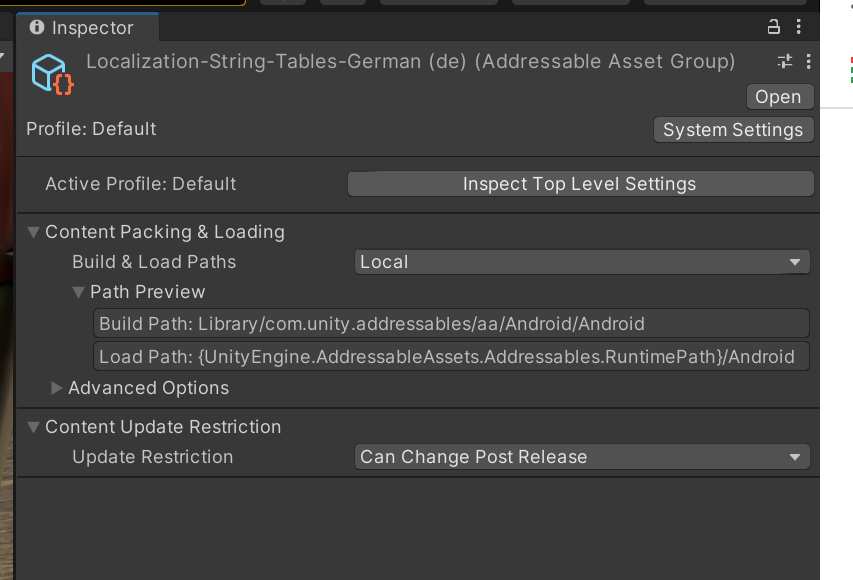 Inspector
Localization-String-Tables-German (de) (Addressable Asset Group)
Open
Profile: Default
System Settings
Active Profile: Default
Inspect Top Level Settings
Content Packing & Loading
Build & Load Paths
Local
Path Preview
Build Path: Library/com.unity.addressables/aa/Android/Android
Load Path: {UnityEngine.AddressableAssets.Addressables.RuntimePath}/Android
Advanced Options
Content Update Restriction
Update Restriction
Can Change Post Release